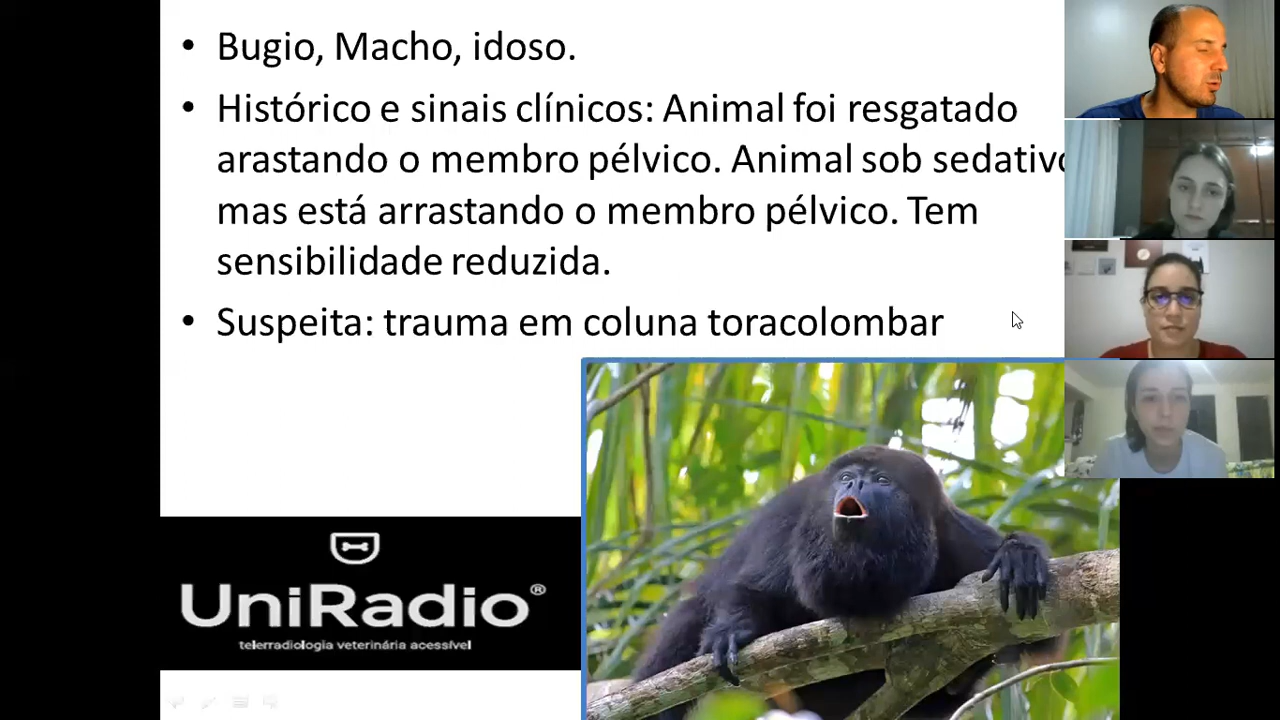 Bugio, Macho, idoso.
Histórico e sinais clínicos: Animal foi resgatado
arastando o membro pélvico. Animal sob sedativo
mas está arrastando o membro pélvico. Tem
sensibilidade reduzida.
Suspeita: trauma em coluna toracolombar
UniRadio®
telerradiologia veterinária acessível